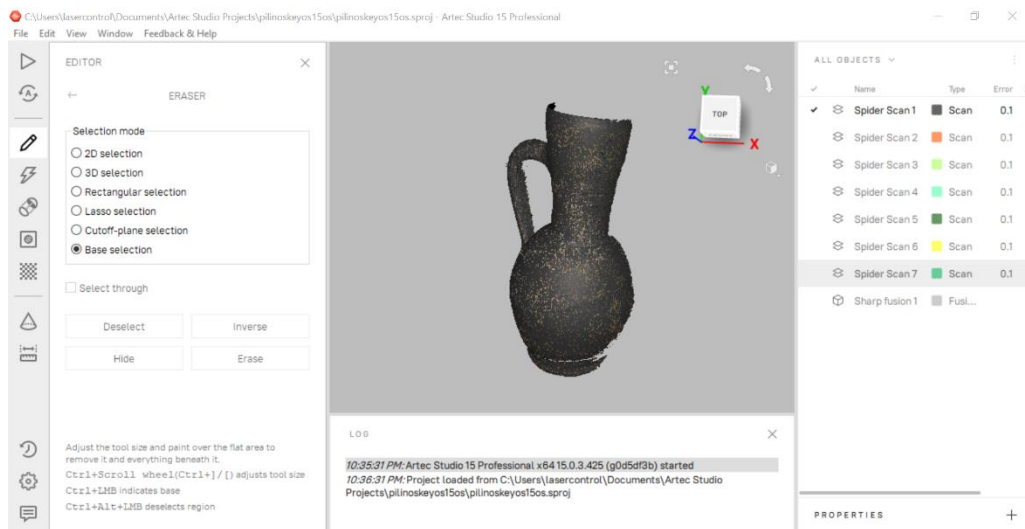 C:\Users\lasercontrol\Documents\Artec Studio Projects\pilinoskeyos15os\pilinoskeyos15os.sproj - Artec Studio 15 Professional
File Edit View Window Feedback & Help
EDITOR
ERASER
Selection mode
2D selection
3D selection
Rectangular selection
Lasso selection
Cutoff-plane selection
Base selection
Select through
Deselect Inverse
Hide Erase
Adjust the tool size and paint over the flat area to
remove it and everything beneath it.
Ctrl+Scroll wheel(Ctrl+]/[) adjusts tool size
Ctrl+LMB indicates base
Ctrl+Alt+LMB deselects region
Y
TOP
Z
X
LOG
10:35:31 PM: Artec Studio 15 Professional x64 15.0.3.425 (g0d5df3b) started
10:36:31 PM: Project loaded from C:\Users\lasercontrol\Documents\Artec Studio
Projects\pilinoskeyos15os\pilinoskeyos15os.sproj
ALL OBJECTS
Name Type Error
Spider Scan 1 Scan 0.1
Spider Scan 2 Scan 0.1
Spider Scan 3 Scan 0.1
Spider Scan 4 Scan 0.1
Spider Scan 5 Scan 0.1
Spider Scan 6 Scan 0.1
Spider Scan 7 Scan 0.1
Sharp fusion 1 Fusi...
PROPERTIES